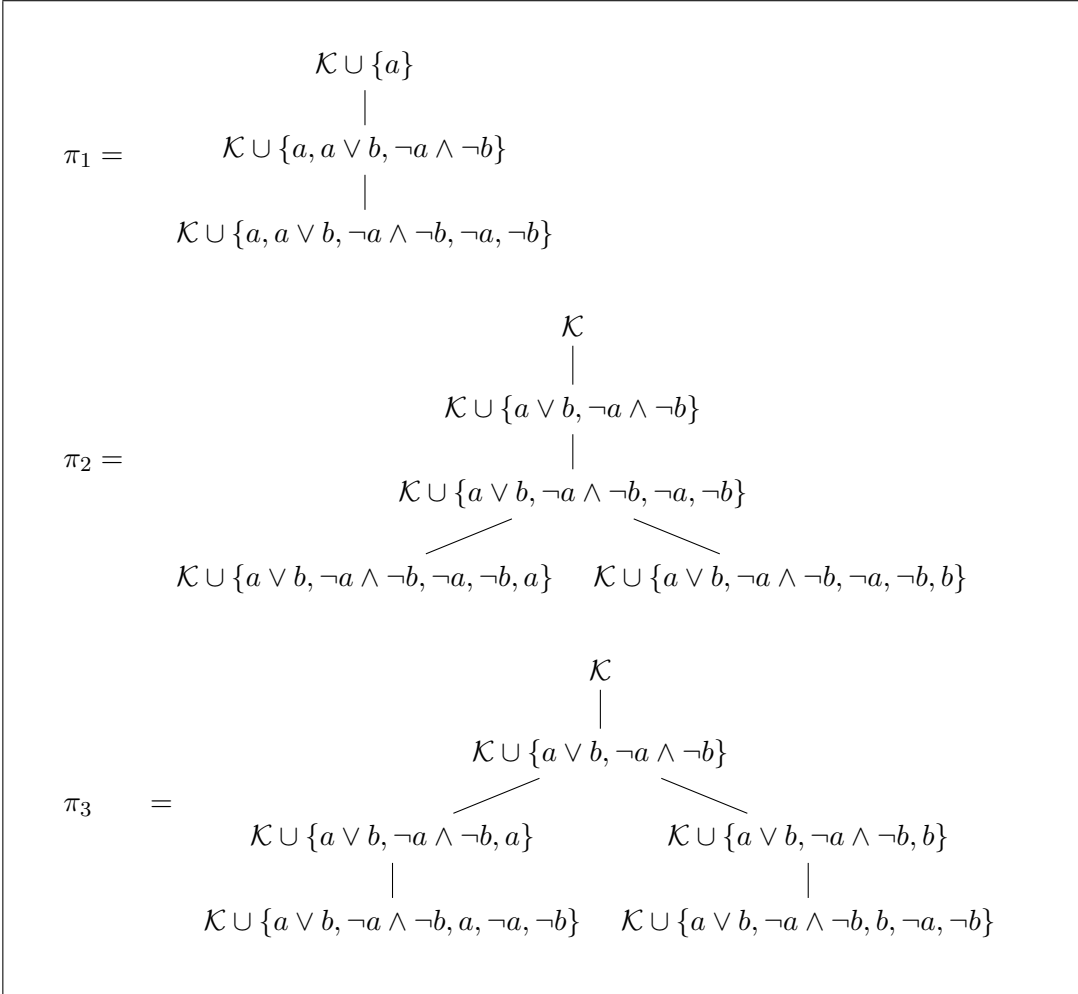 𝒦 ∪ {a}
π₁ = 𝒦 ∪ {a, a ∨ b, ¬a ∧ ¬b}
𝒦 ∪ {a, a ∨ b, ¬a ∧ ¬b, ¬a, ¬b}
𝒦
𝒦 ∪ {a ∨ b, ¬a ∧ ¬b}
π₂ =
𝒦 ∪ {a ∨ b, ¬a ∧ ¬b, ¬a, ¬b}
𝒦 ∪ {a ∨ b, ¬a ∧ ¬b, ¬a, ¬b, a} 𝒦 ∪ {a ∨ b, ¬a ∧ ¬b, ¬a, ¬b, b}
𝒦
𝒦 ∪ {a ∨ b, ¬a ∧ ¬b}
π₃ =
𝒦 ∪ {a ∨ b, ¬a ∧ ¬b, a} 𝒦 ∪ {a ∨ b, ¬a ∧ ¬b, b}
𝒦 ∪ {a ∨ b, ¬a ∧ ¬b, a, ¬a, ¬b} 𝒦 ∪ {a ∨ b, ¬a ∧ ¬b, b, ¬a, ¬b}